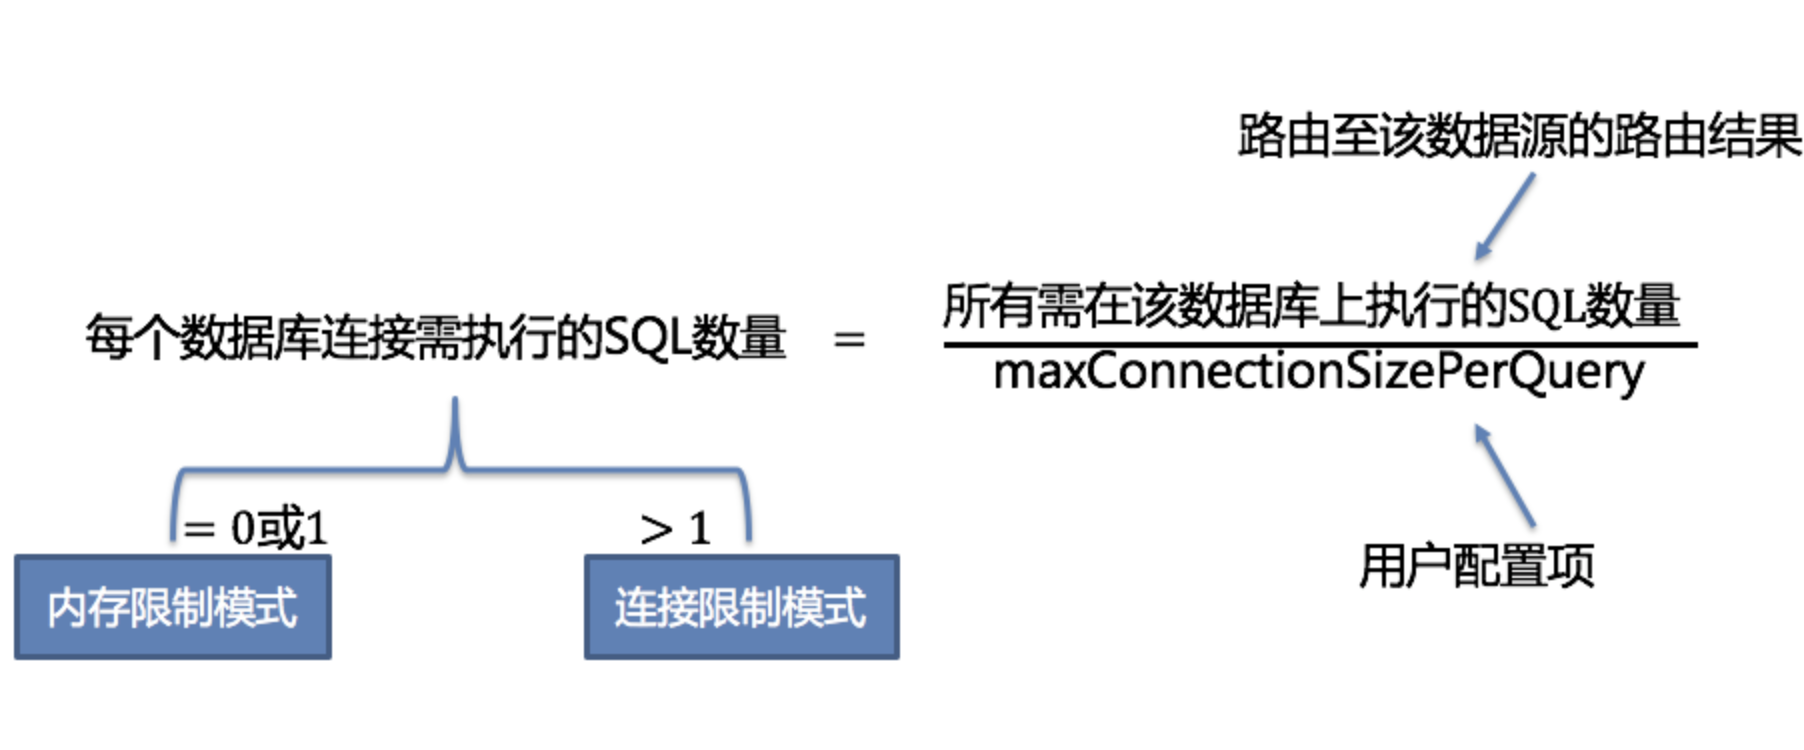 路由至该数据源的路由结果
每个数据库连接需执行的SQL数量 = 所有需在该数据库上执行的SQL数量
maxConnectionSizePerQuery
= 0或1
> 1
内存限制模式
连接限制模式
用户配置项